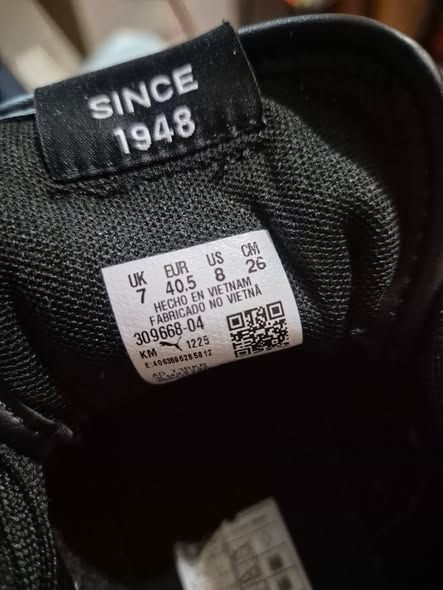 SINCE
1948
UK EUR US CM
7 40.5 8 26
HECHO EN VIETNAM
FABRICADO NO VIETNÃ
309668-04
KM 1225